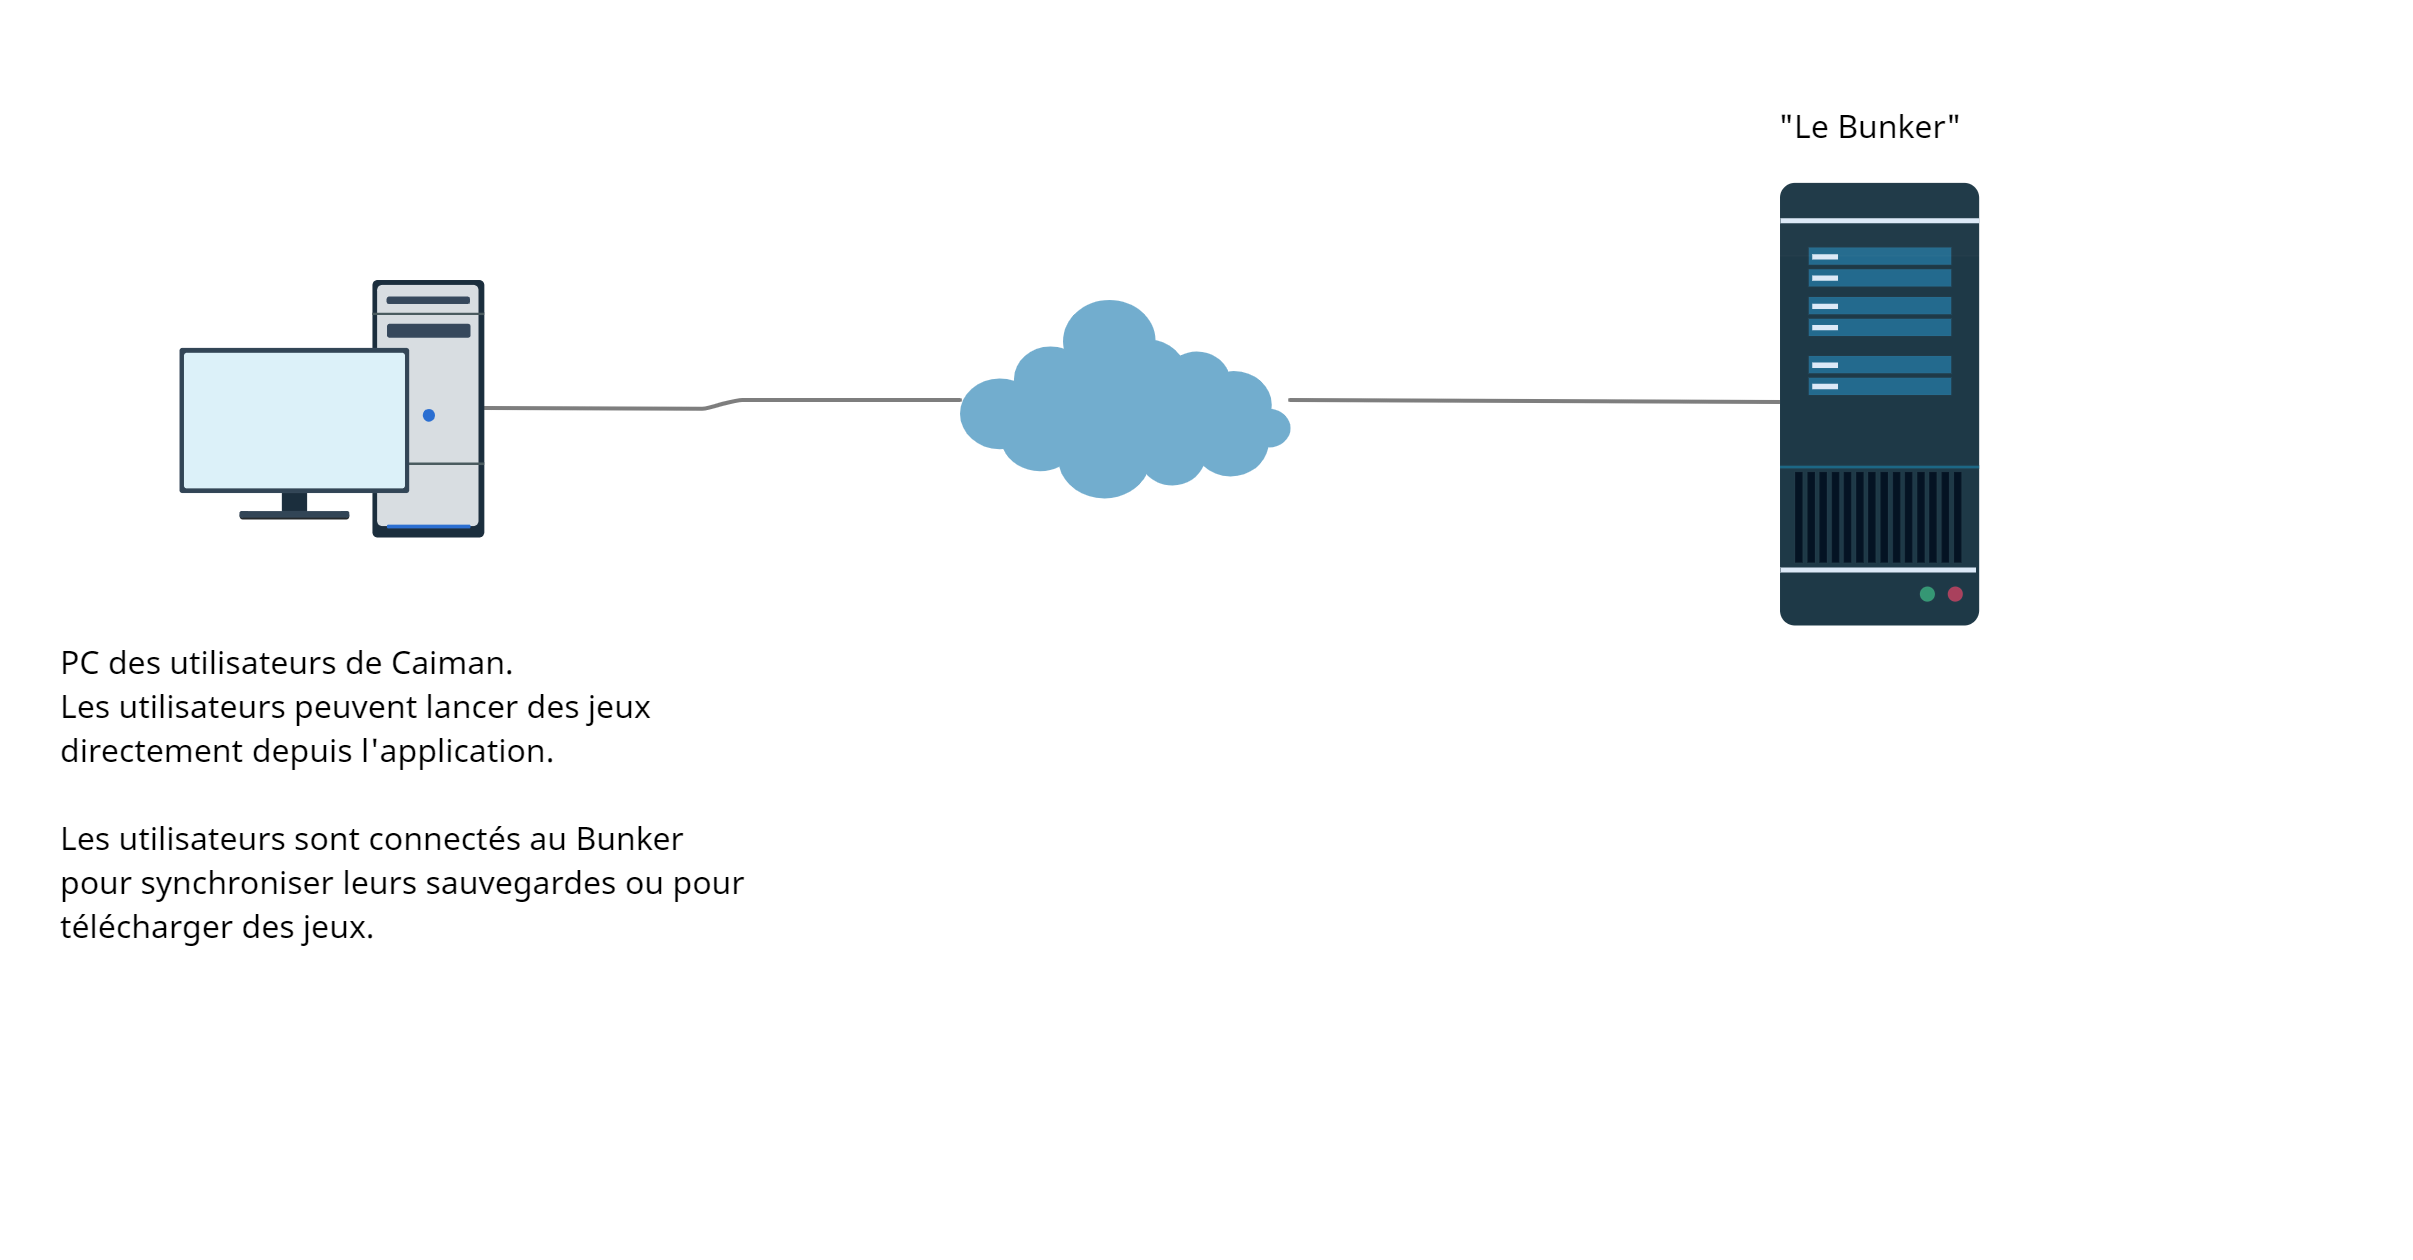 "Le Bunker"
PC des utilisateurs de Caiman.
Les utilisateurs peuvent lancer des jeux
directement depuis l'application.
Les utilisateurs sont connectés au Bunker
pour synchroniser leurs sauvegardes ou pour
télécharger des jeux.